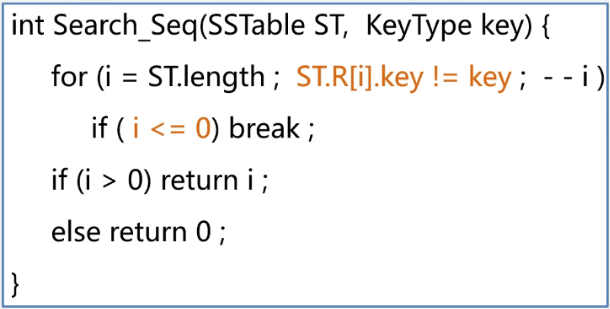 int Search_Seq(SSTable ST, KeyType key) {
for (i = ST.length ; ST.R[i].key != key ; - - i )
if ( i <= 0) break ;
if (i > 0) return i ;
else return 0 ;
}